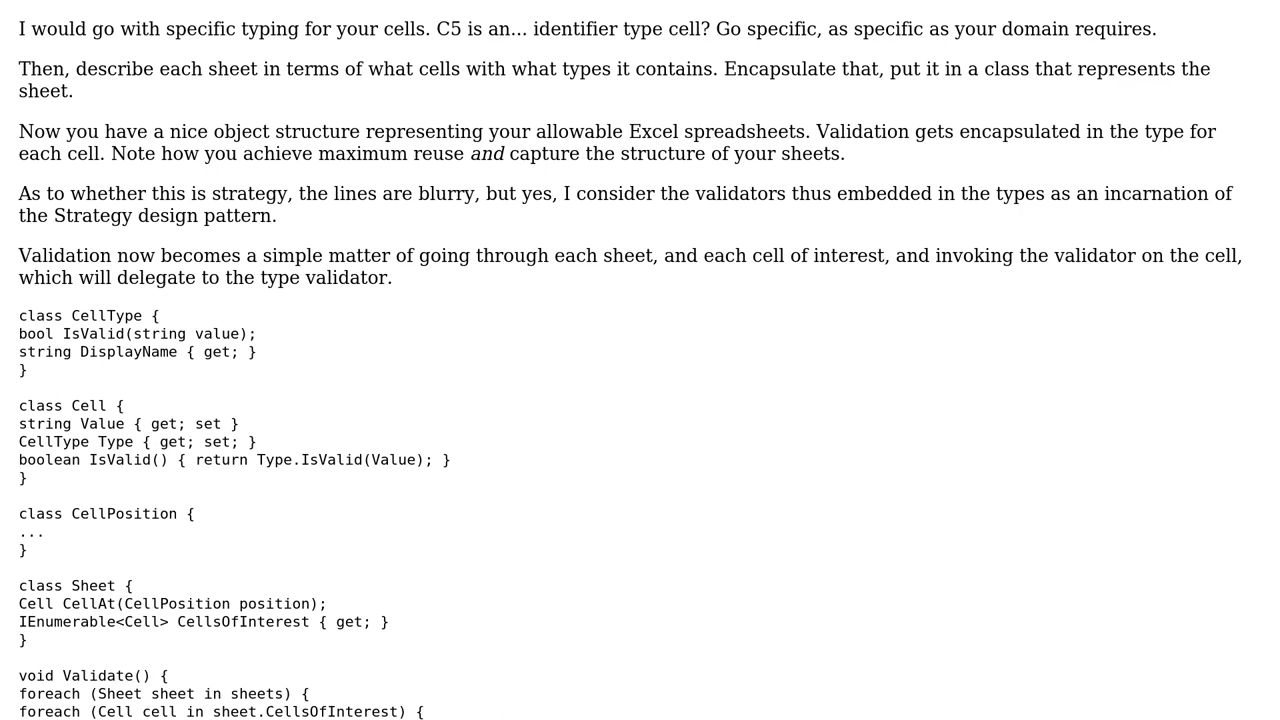 I would go with specific typing for your cells. C5 is an... identifier type cell? Go specific, as specific as your domain requires.
Then, describe each sheet in terms of what cells with what types it contains. Encapsulate that, put it in a class that represents the
sheet.
Now you have a nice object structure representing your allowable Excel spreadsheets. Validation gets encapsulated in the type for
each cell. Note how you achieve maximum reuse and capture the structure of your sheets.
As to whether this is strategy, the lines are blurry, but yes, I consider the validators thus embedded in the types as an incarnation of
the Strategy design pattern.
Validation now becomes a simple matter of going through each sheet, and each cell of interest, and invoking the validator on the cell,
which will delegate to the type validator.
class CellType {
bool IsValid(string value);
string DisplayName { get; }
}
class Cell {
string Value { get; set }
CellType Type { get; set; }
boolean IsValid() { return Type.IsValid(Value); }
}
class CellPosition {
...
}
class Sheet {
Cell CellAt(CellPosition position);
IEnumerable<Cell> CellsOfInterest { get; }
}
void Validate() {
foreach (Sheet sheet in sheets) {
foreach (Cell cell in sheet.CellsOfInterest) {